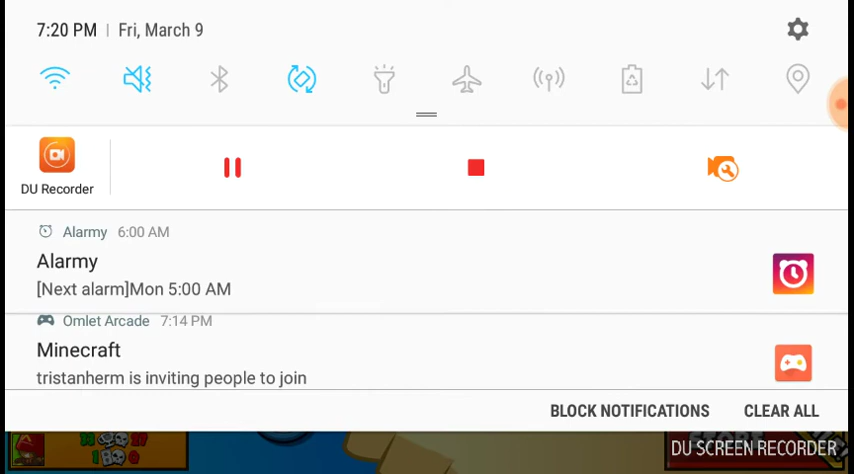 7:20 PM | Fri, March 9
DU Recorder
Alarmy 6:00 AM
Alarmy
[Next alarm]Mon 5:00 AM
Omlet Arcade 7:14 PM
Minecraft
tristanherm is inviting people to join
BLOCK NOTIFICATIONS CLEAR ALL
DU SCREEN RECORDER